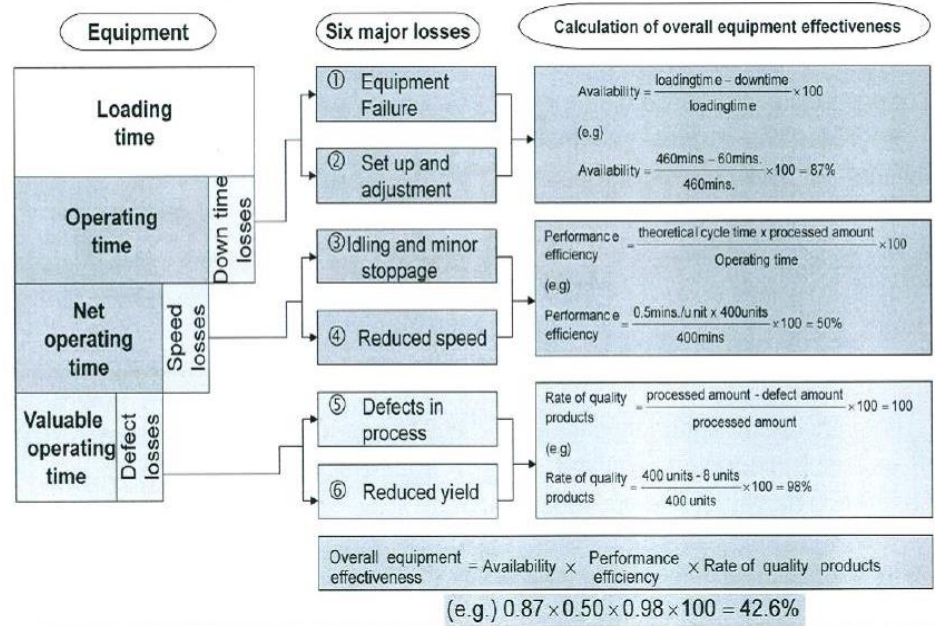 Equipment
Six major losses
Calculation of overall equipment effectiveness
Loading
time
Operating
time
Down time
losses
Net
operating
time
Speed
losses
Valuable
operating
time
Defect
losses
① Equipment
Failure
② Set up and
adjustment
③Idling and minor
stoppage
④ Reduced speed
⑤ Defects in
process
⑥ Reduced yield
Availability = loadingtime - downtime / loadingtime ×100
(e.g)
Availability = 460mins - 60mins. / 460mins. ×100 = 87%
Performance efficiency = theoretical cycle time x processed amount / Operating time ×100
(e.g)
Performance efficiency = 0.5mins./unit x 400units / 400mins ×100 = 50%
Rate of quality products = processed amount - defect amount / processed amount ×100 = 100
(e.g)
Rate of quality products = 400 units - 8 units / 400 units ×100 = 98%
Overall equipment effectiveness = Availability × Performance efficiency × Rate of quality products
(e.g.) 0.87 ×0.50 ×0.98 ×100 = 42.6%